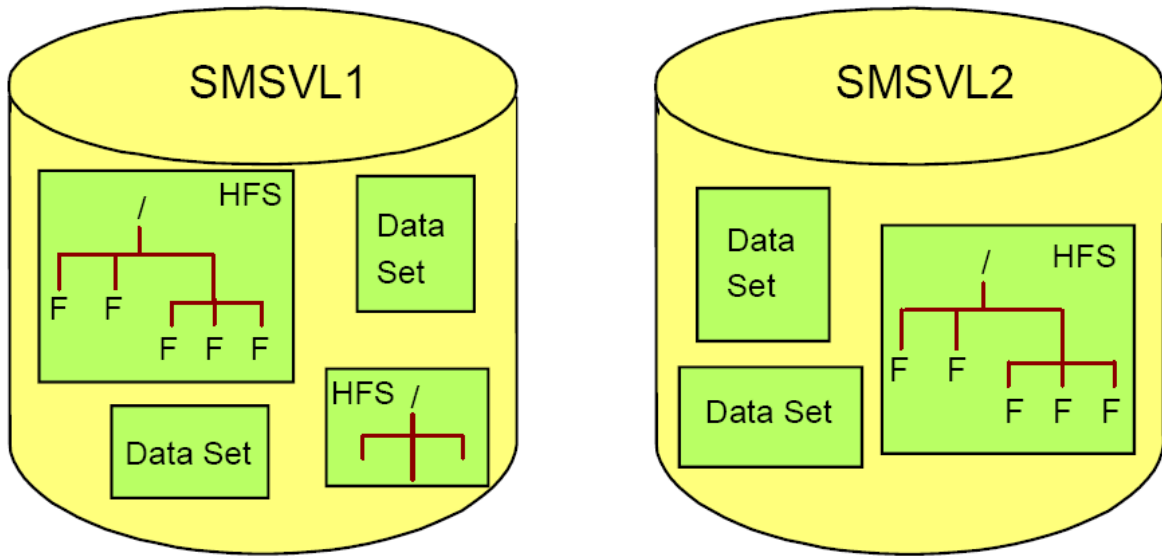 SMSVL1
HFS
/
F F
F F F
Data
Set
HFS /
Data Set
SMSVL2
Data
Set
HFS
/
F F
F F F
Data Set